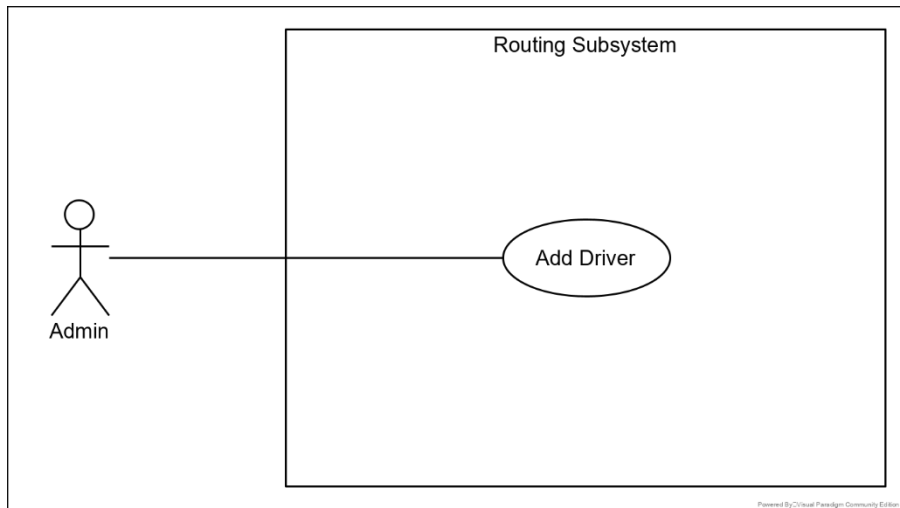 Routing Subsystem
Add Driver
Admin
Powered By Visual Paradigm Community Edition